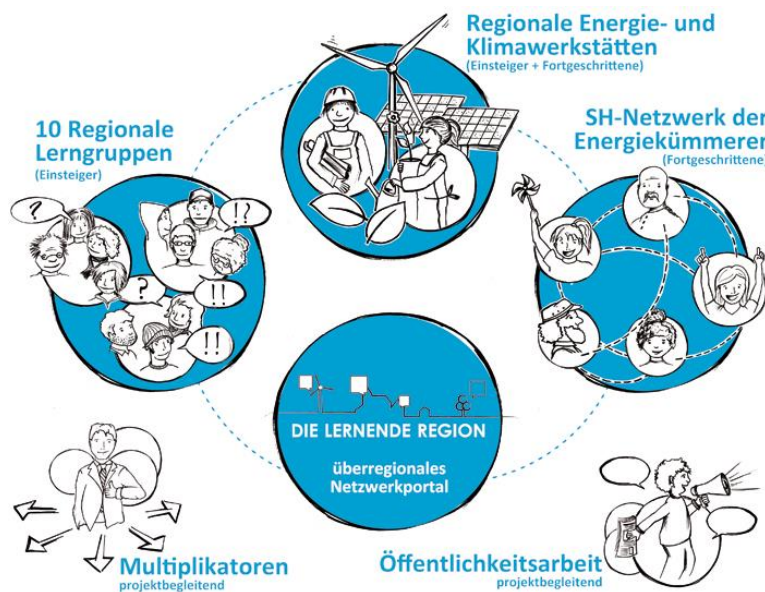 Regionale Energie- und
Klimawerkstätten
(Einsteiger + Fortgeschrittene)
10 Regionale
Lerngruppen
(Einsteiger)
SH-Netzwerk der
Energiekümmerer
(Fortgeschrittene)
?
!?
?
!!
!!
DIE LERNENDE REGION
überregionales
Netzwerkportal
Multiplikatoren
projektbegleitend
Öffentlichkeitsarbeit
projektbegleitend